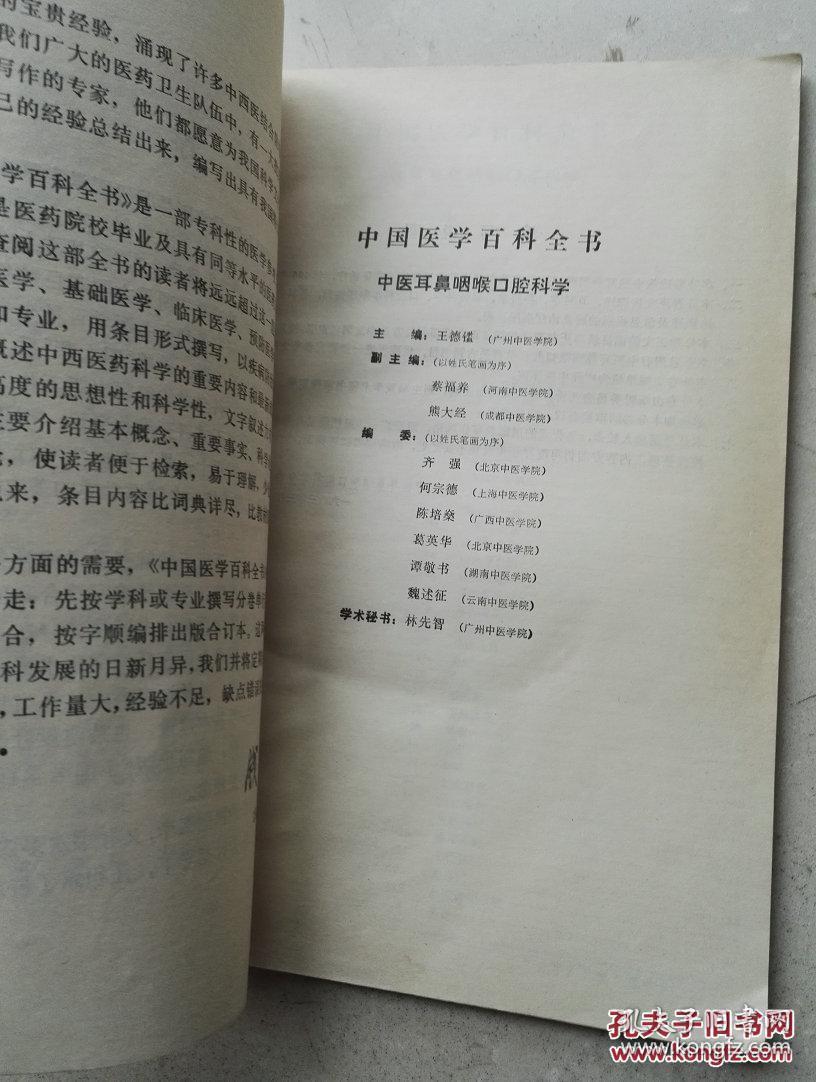 的宝贵经验，涌现了许多中西医结合
我们广大的医药卫生队伍中，有一大
写作的专家，他们都愿意为我国科学
己的经验总结出来，编写出具有我国
学百科全书》是一部专科性的医学
是医药院校毕业及具有同等水平的医
查阅这部全书的读者将远远超过这一
医学、基础医学、临床医学、预防医
和专业，用条目形式撰写，以疾病防
概述中西医药科学的重要内容和最新
高度的思想性和科学性，文字叙述
主要介绍基本概念、重要事实、科学
，使读者便于检索，易于理解，少
来，条目内容比词典详尽，比教材
方面的需要，《中国医学百科全书
走：先按学科或专业撰写分卷单
合，按字顺编排出版合订本。这
科发展的日新月异，我们并将定期
，工作量大，经验不足，缺点错误
中国医学百科全书
中医耳鼻咽喉口腔科学
主 编：王德鑑（广州中医学院）
副主编：（以姓氏笔画为序）
蔡福养（河南中医学院）
熊大经（成都中医学院）
编 委：（以姓氏笔画为序）
齐 强（北京中医学院）
何宗德（上海中医学院）
陈培燊（广西中医学院）
葛英华（北京中医学院）
谭敬书（湖南中医学院）
魏述征（云南中医学院）
学术秘书：林先智（广州中医学院）
孔夫子旧书网
www.kongfz.com